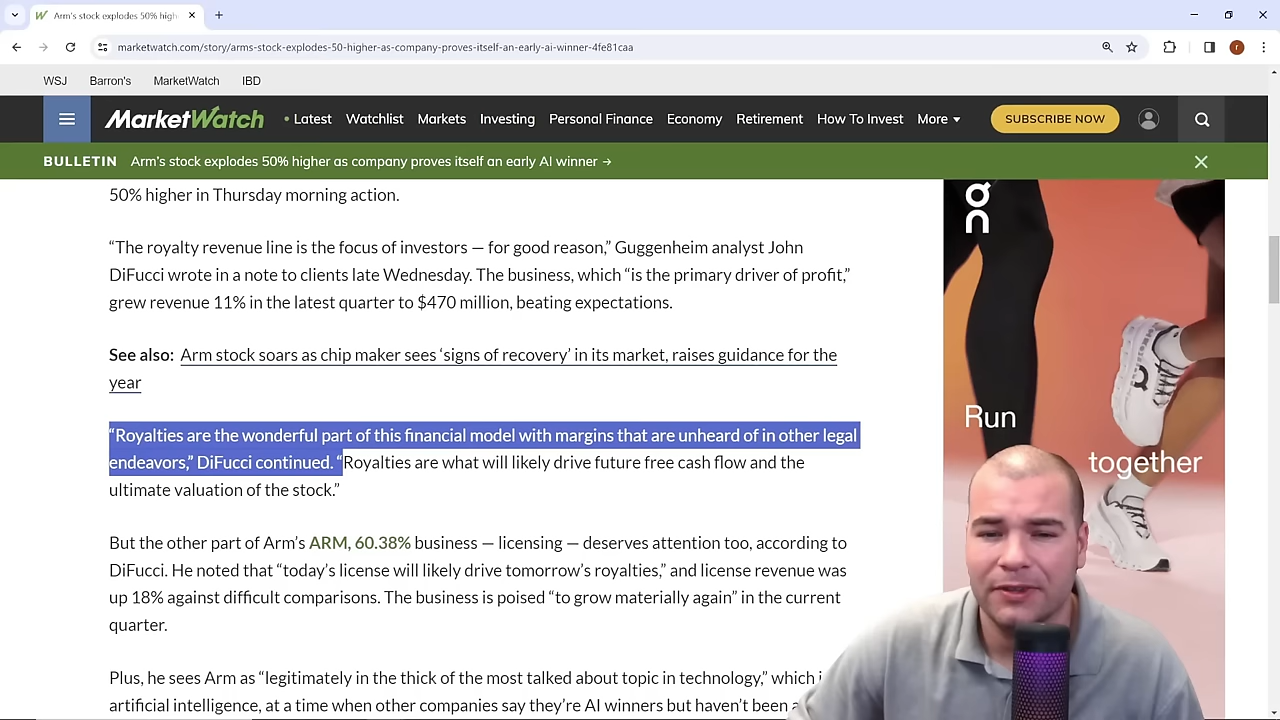 Arm's stock explodes 50% high
marketwatch.com/story/arms-stock-explodes-50-higher-as-company-proves-itself-an-early-ai-winner-4fe81caa
WSJ Barron's MarketWatch IBD
MarketWatch • Latest Watchlist Markets Investing Personal Finance Economy Retirement How To Invest More SUBSCRIBE NOW
BULLETIN Arm's stock explodes 50% higher as company proves itself an early AI winner →
50% higher in Thursday morning action.
“The royalty revenue line is the focus of investors — for good reason,” Guggenheim analyst John
DiFucci wrote in a note to clients late Wednesday. The business, which “is the primary driver of profit,”
grew revenue 11% in the latest quarter to $470 million, beating expectations.
See also: Arm stock soars as chip maker sees ‘signs of recovery’ in its market, raises guidance for the
year
“Royalties are the wonderful part of this financial model with margins that are unheard of in other legal
endeavors,” DiFucci continued. “Royalties are what will likely drive future free cash flow and the
ultimate valuation of the stock.”
But the other part of Arm’s ARM, 60.38% business — licensing — deserves attention too, according to
DiFucci. He noted that “today’s license will likely drive tomorrow’s royalties,” and license revenue was
up 18% against difficult comparisons. The business is poised “to grow materially again” in the current
quarter.
Plus, he sees Arm as “legitimately in the thick of the most talked about topic in technology,” which
artificial intelligence, at a time when other companies say they’re AI winners but haven’t been
Run
together